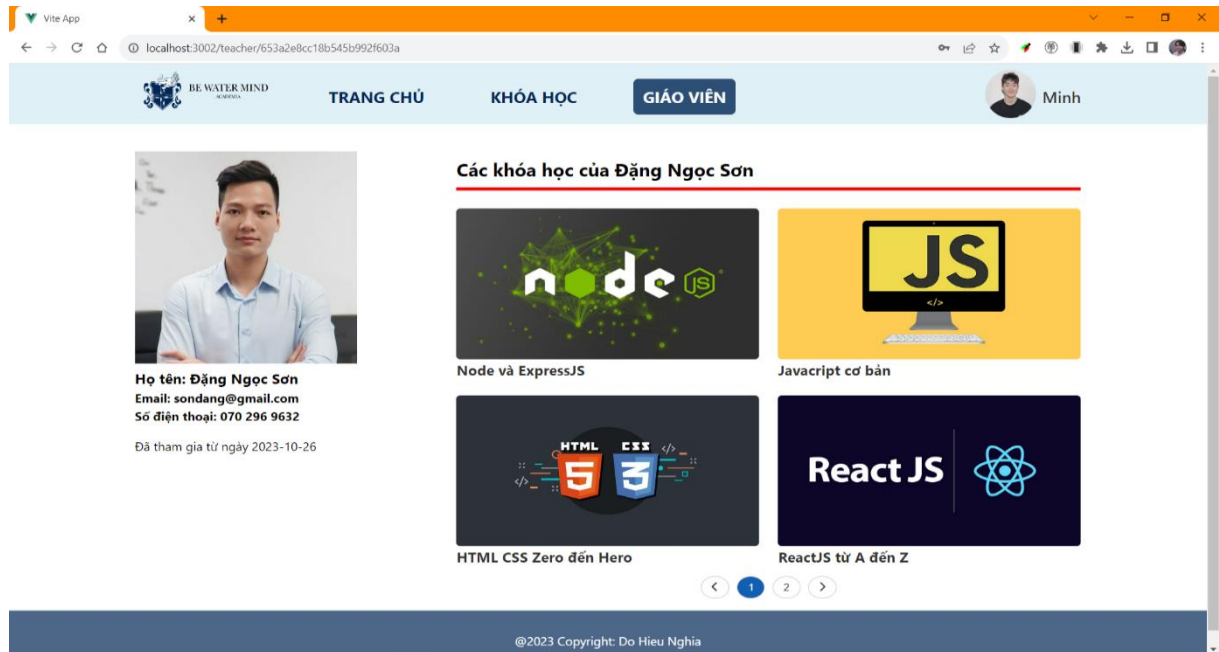 Vite App
localhost:3002/teacher/653a2e8cc18b545b992f603a
BE WATER MIND
ACADEMIA
TRANG CHỦ
KHÓA HỌC
GIÁO VIÊN
Minh
Họ tên: Đặng Ngọc Sơn
Email: sondang@gmail.com
Số điện thoại: 070 296 9632
Đã tham gia từ ngày 2023-10-26
Các khóa học của Đặng Ngọc Sơn
node JS
Node và ExpressJS
JS
</>
Javacript cơ bản
HTML CSS </>
5 3
</>
HTML CSS Zero đến Hero
React JS
ReactJS từ A đến Z
1 2
@2023 Copyright: Do Hieu Nghia